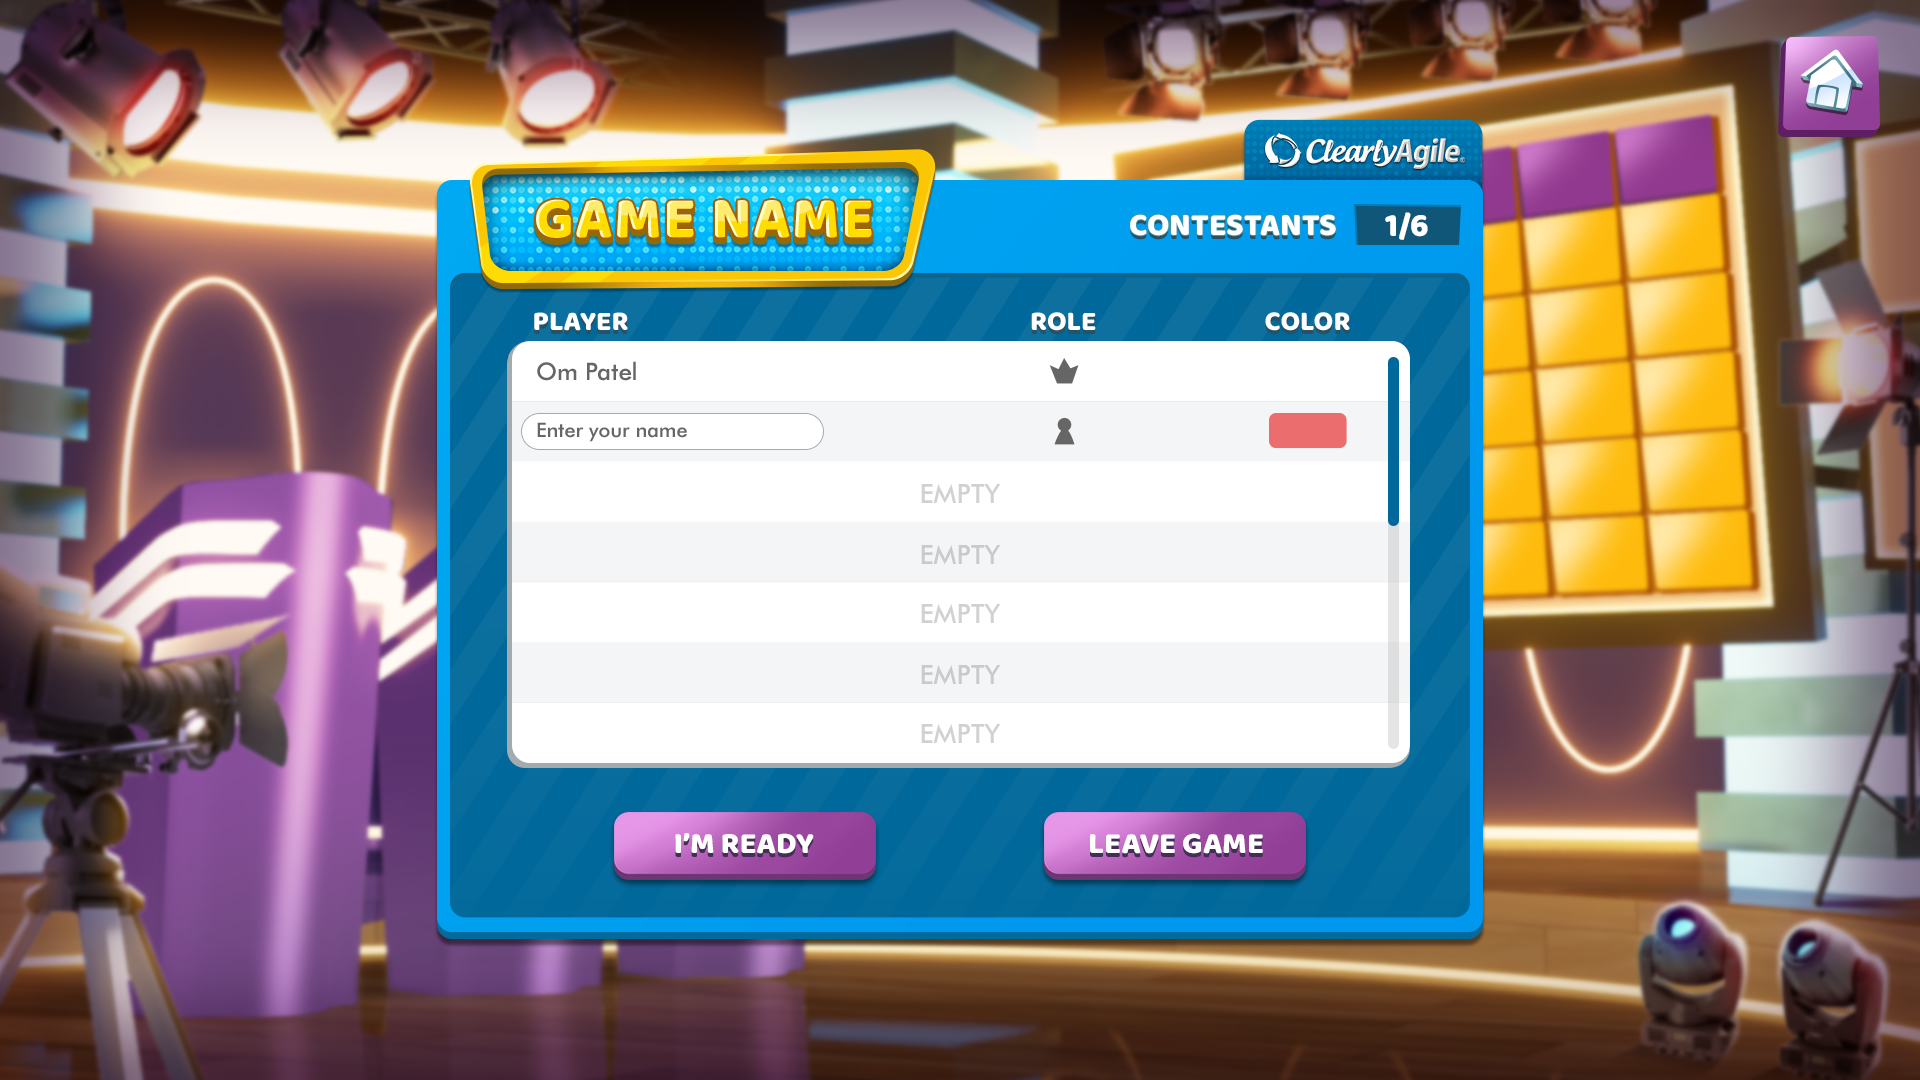 ClearlyAgile
GAME NAME
CONTESTANTS 1/6
PLAYER ROLE COLOR
Om Patel
Enter your name
EMPTY
EMPTY
EMPTY
EMPTY
EMPTY
I'M READY LEAVE GAME